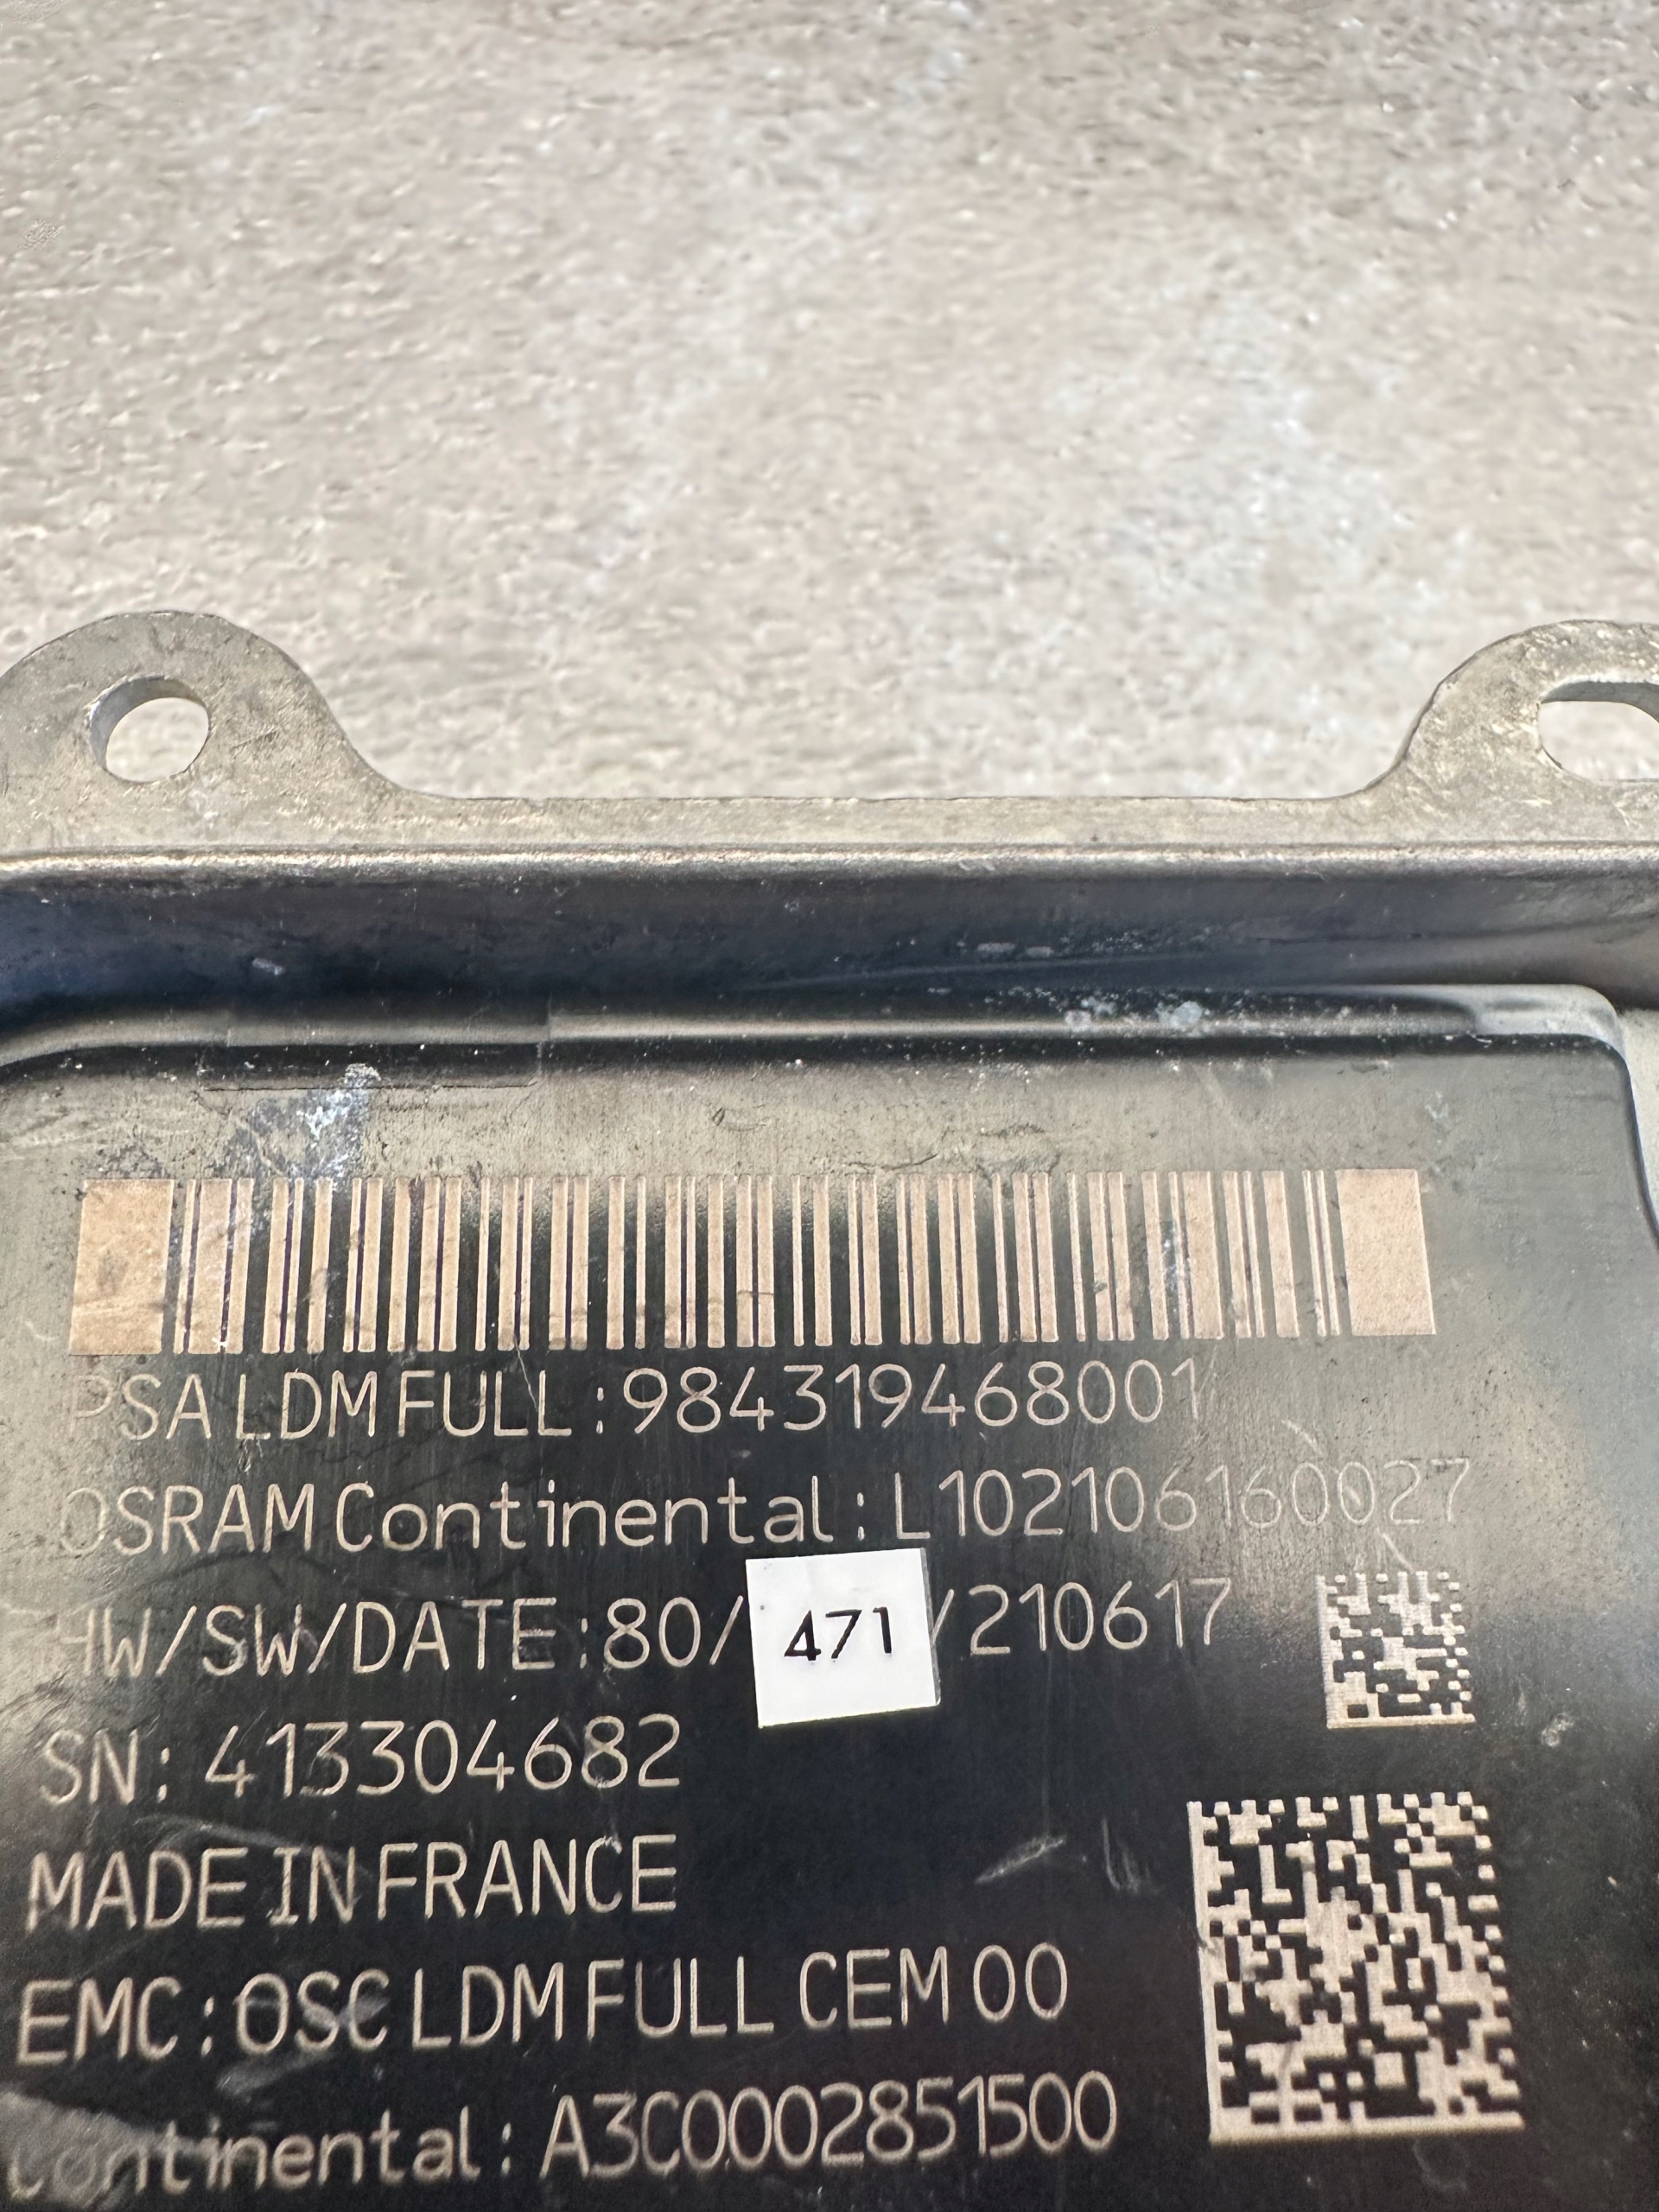 PSA LDM FULL : 984319468001
OSRAM Continental : L102106160027
HW/SW/DATE : 80/471/210617
SN: 413304682
MADE IN FRANCE
EMC : OSC LDM FULL CEM 00
Continental : A3C0002851500